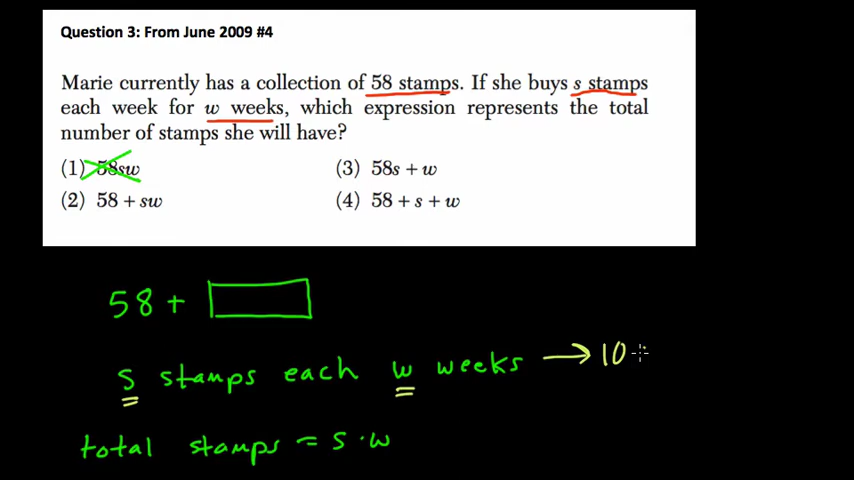 Question 3: From June 2009 #4
Marie currently has a collection of 58 stamps. If she buys s stamps
each week for w weeks, which expression represents the total
number of stamps she will have?
(1) 58sw (3) 58s + w
(2) 58 + sw (4) 58 + s + w
58 +
s stamps each w weeks → 10
total stamps = s · w